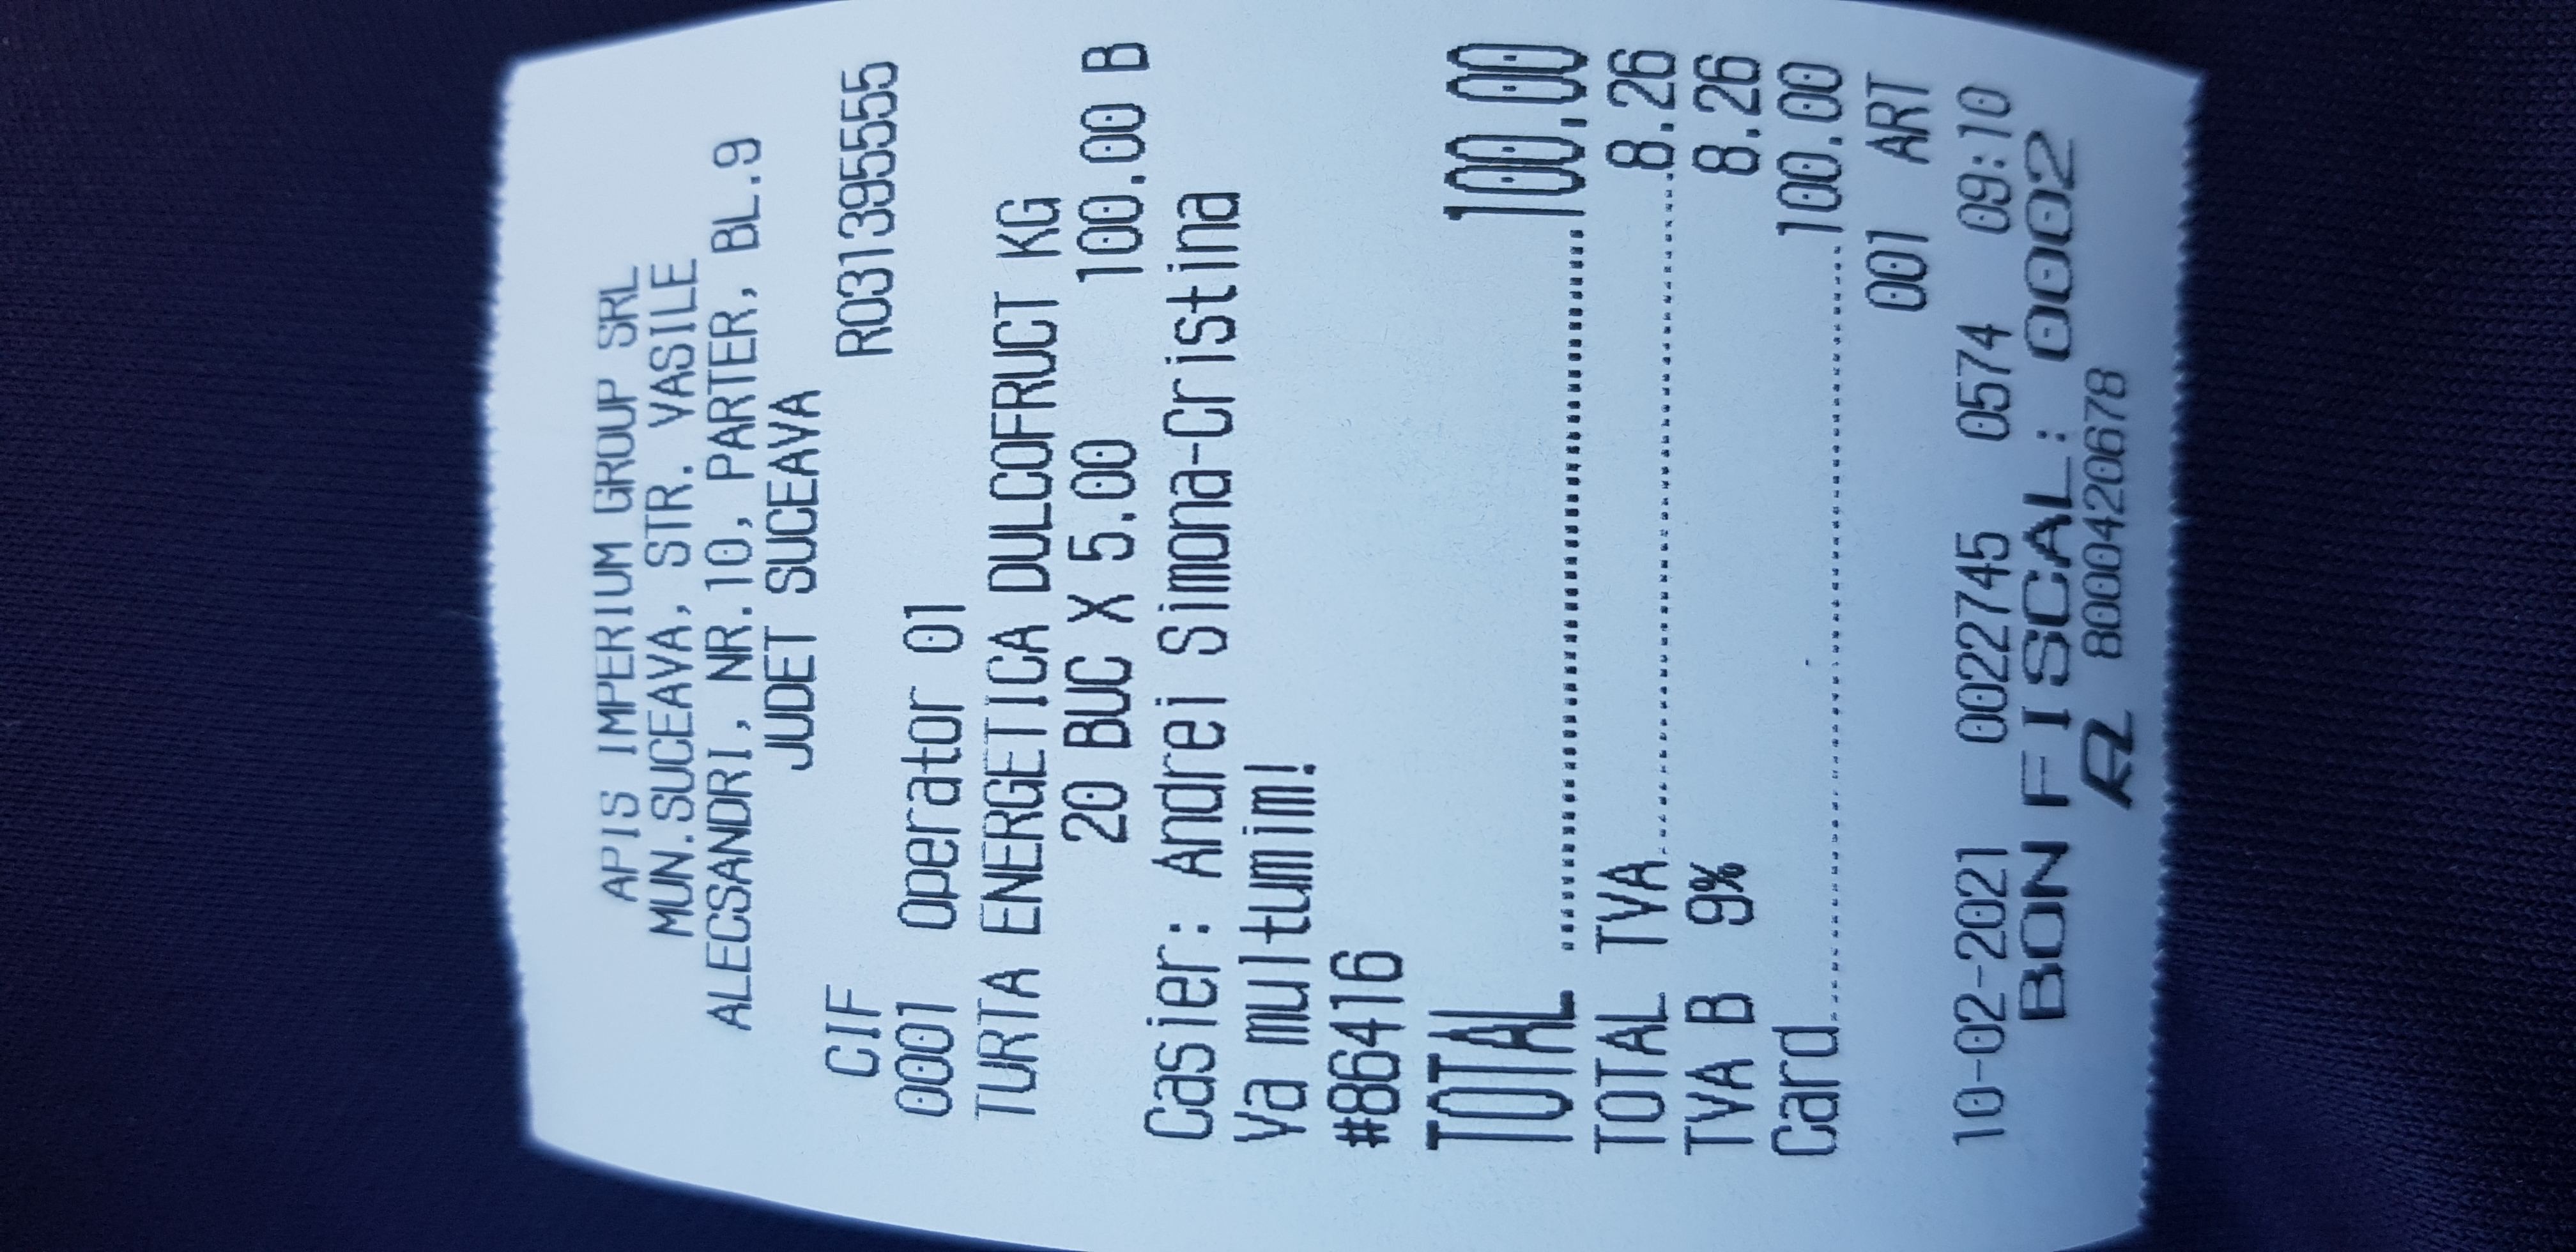 APIS IMPERIUM GROUP SRL
MUN.SUCEAVA, STR. VASILE
ALECSANDRI, NR.10, PARTER, BL.9
JUDET SUCEAVA
CIF RO31395555
0001 Operator 01
TURTA ENERGETICA DULCOFRUCT KG
20 BUC X 5.00 100.00 B
Casier: Andrei Simona-Cristina
Va multumim!
#86416
TOTAL 100.00
TOTAL TVA 8.26
TVA B 9% 8.26
Card 100.00
001 ART
10-02-2021 0022745 0574 09:10
BON FISCAL: 0002
8000420678